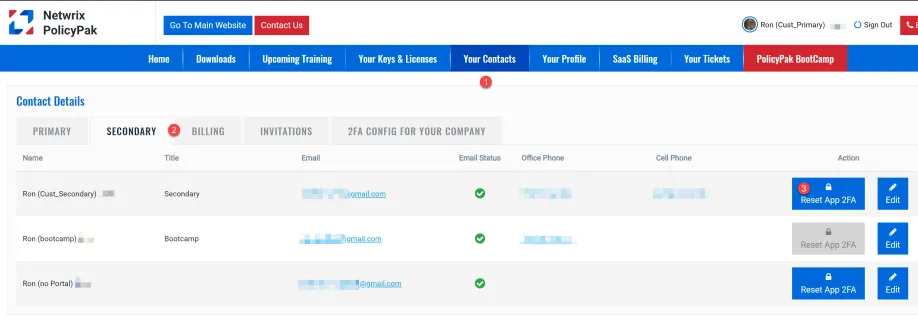 Netwrix
PolicyPak
Go To Main Website
Contact Us
Ron (Cust_Primary)
Sign Out
Home
Downloads
Upcoming Training
Your Keys & Licenses
Your Contacts
Your Profile
SaaS Billing
Your Tickets
PolicyPak BootCamp
1
Contact Details
PRIMARY
SECONDARY
2
BILLING
INVITATIONS
2FA CONFIG FOR YOUR COMPANY
Name Title Email Email Status Office Phone Cell Phone Action
Ron (Cust_Secondary) Secondary @gmail.com
3
Reset App 2FA
Edit
Ron (bootcamp) Bootcamp @gmail.com
Reset App 2FA
Edit
Ron (no Portal) @gmail.com
Reset App 2FA
Edit